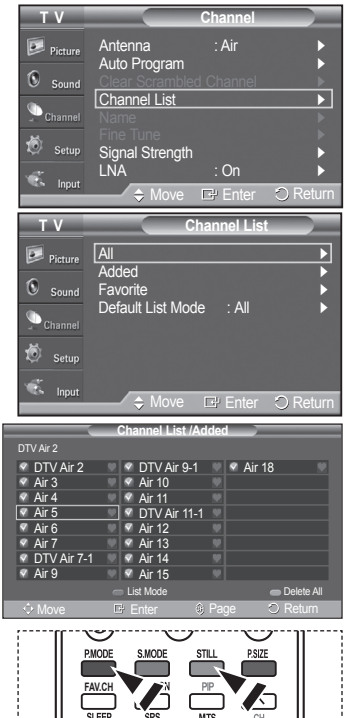 T V Channel
Picture
Sound
Channel
Setup
Input
Antenna : Air
Auto Program
Clear Scrambled Channel
Channel List
Name
Fine Tune
Signal Strength
LNA : On
Move Enter Return
T V Channel List
Picture
Sound
Channel
Setup
Input
All
Added
Favorite
Default List Mode : All
Move Enter Return
Channel List /Added
DTV Air 2
DTV Air 2 DTV Air 9-1 Air 18
Air 3 Air 10
Air 4 Air 11
Air 5 DTV Air 11-1
Air 6 Air 12
Air 7 Air 13
DTV Air 7-1 Air 14
Air 9 Air 15
List Mode Delete All
Move Enter Page Return
P.MODE S.MODE STILL P.SIZE
FAV.CH PIP
SLEEP SRS MTS CH